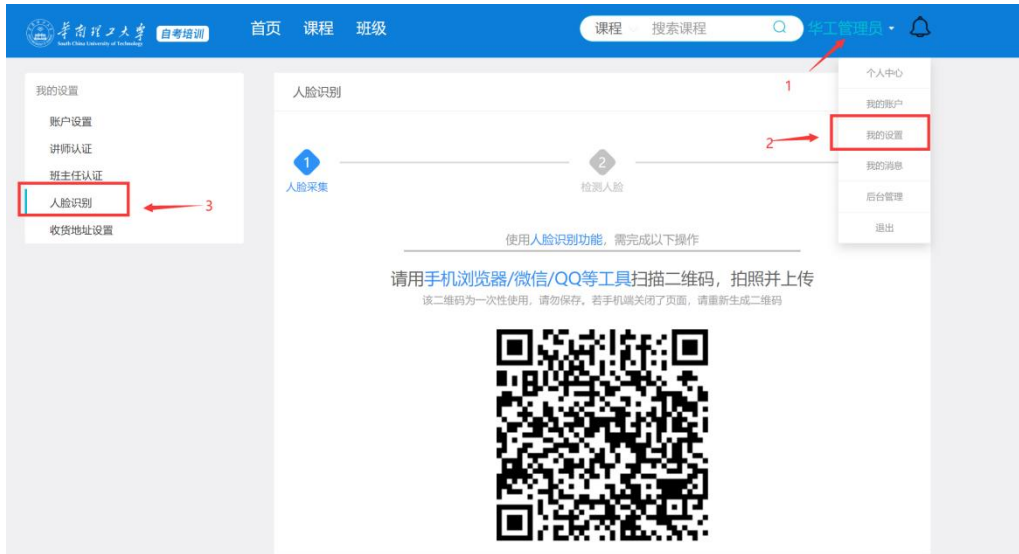 华南理工大学 自考培训 首页 课程 班级 课程 搜索课程 华工管理员
South China University of Technology
1
个人中心
我的账户
2 我的设置
我的消息
后台管理
退出
我的设置
账户设置
讲师认证
班主任认证
人脸识别 3
收货地址设置
人脸识别
1 2
人脸采集 检测人脸
使用人脸识别功能，需完成以下操作
请用手机浏览器/微信/QQ等工具扫描二维码，拍照并上传
该二维码为一次性使用，请勿保存。若手机端关闭了页面，请重新生成二维码